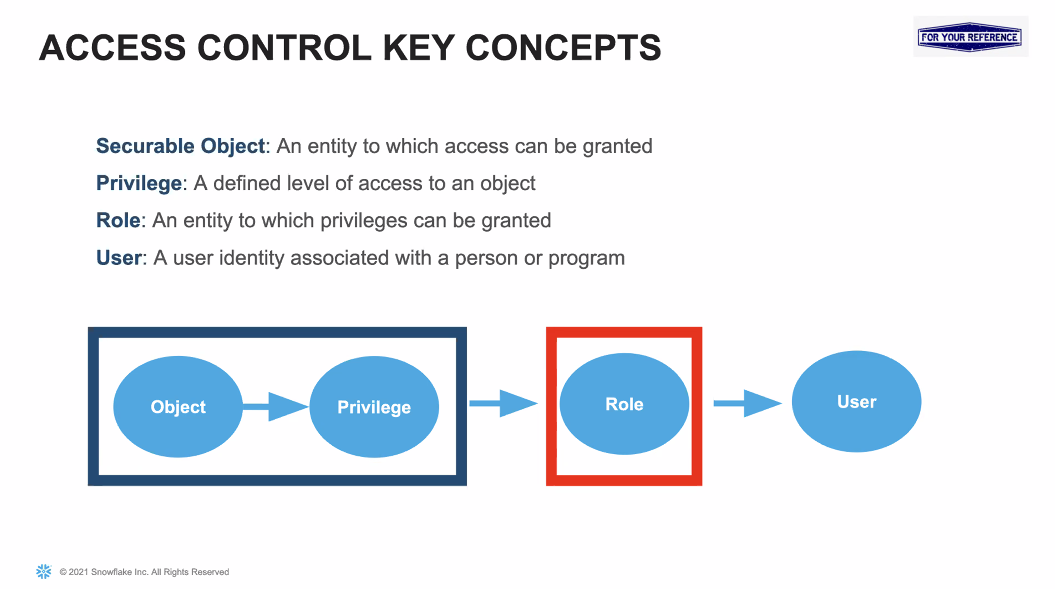 ACCESS CONTROL KEY CONCEPTS
FOR YOUR REFERENCE
Securable Object: An entity to which access can be granted
Privilege: A defined level of access to an object
Role: An entity to which privileges can be granted
User: A user identity associated with a person or program
Object
Privilege
Role
User
© 2021 Snowflake Inc. All Rights Reserved